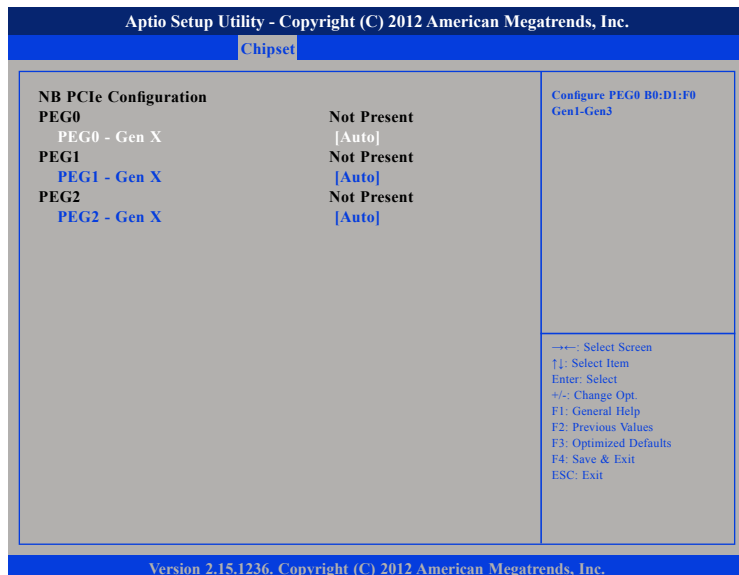 Aptio Setup Utility - Copyright (C) 2012 American Megatrends, Inc.
Chipset
NB PCIe Configuration
PEG0 Not Present
PEG0 - Gen X [Auto]
PEG1 Not Present
PEG1 - Gen X [Auto]
PEG2 Not Present
PEG2 - Gen X [Auto]
Configure PEG0 B0:D1:F0
Gen1-Gen3
→←: Select Screen
↑↓: Select Item
Enter: Select
+/-: Change Opt.
F1: General Help
F2: Previous Values
F3: Optimized Defaults
F4: Save & Exit
ESC: Exit
Version 2.15.1236. Copyright (C) 2012 American Megatrends, Inc.